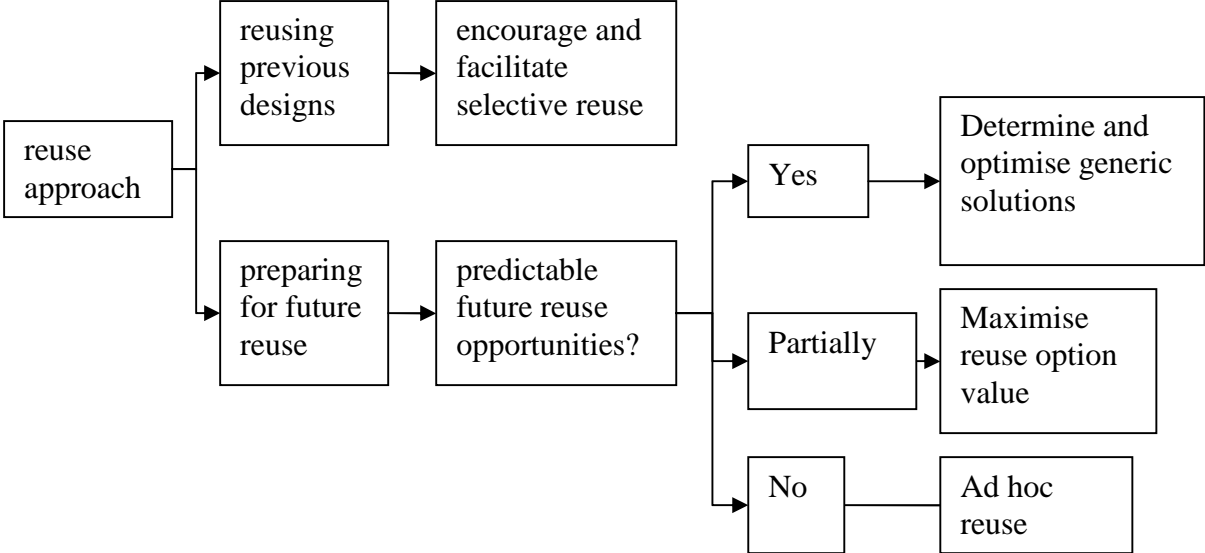 reuse
approach
reusing
previous
designs
encourage and
facilitate
selective reuse
preparing
for future
reuse
predictable
future reuse
opportunities?
Yes
Determine and
optimise generic
solutions
Partially
Maximise
reuse option
value
No
Ad hoc
reuse